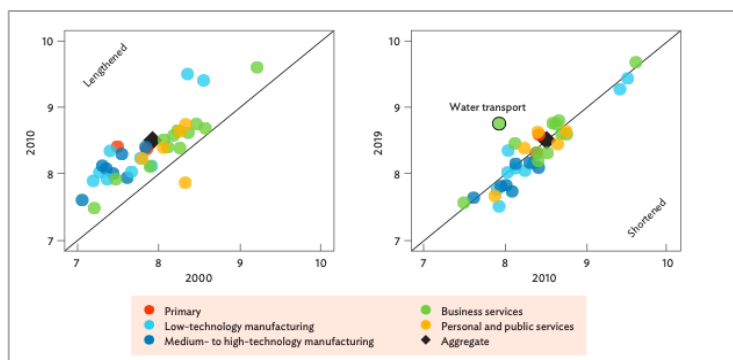 10
9
8
7
2010
7
8
9
10
2000
Lengthened
10
9
8
7
2019
7
8
9
10
2010
Water transport
Shortened
Primary
Low-technology manufacturing
Medium- to high-technology manufacturing
Business services
Personal and public services
Aggregate